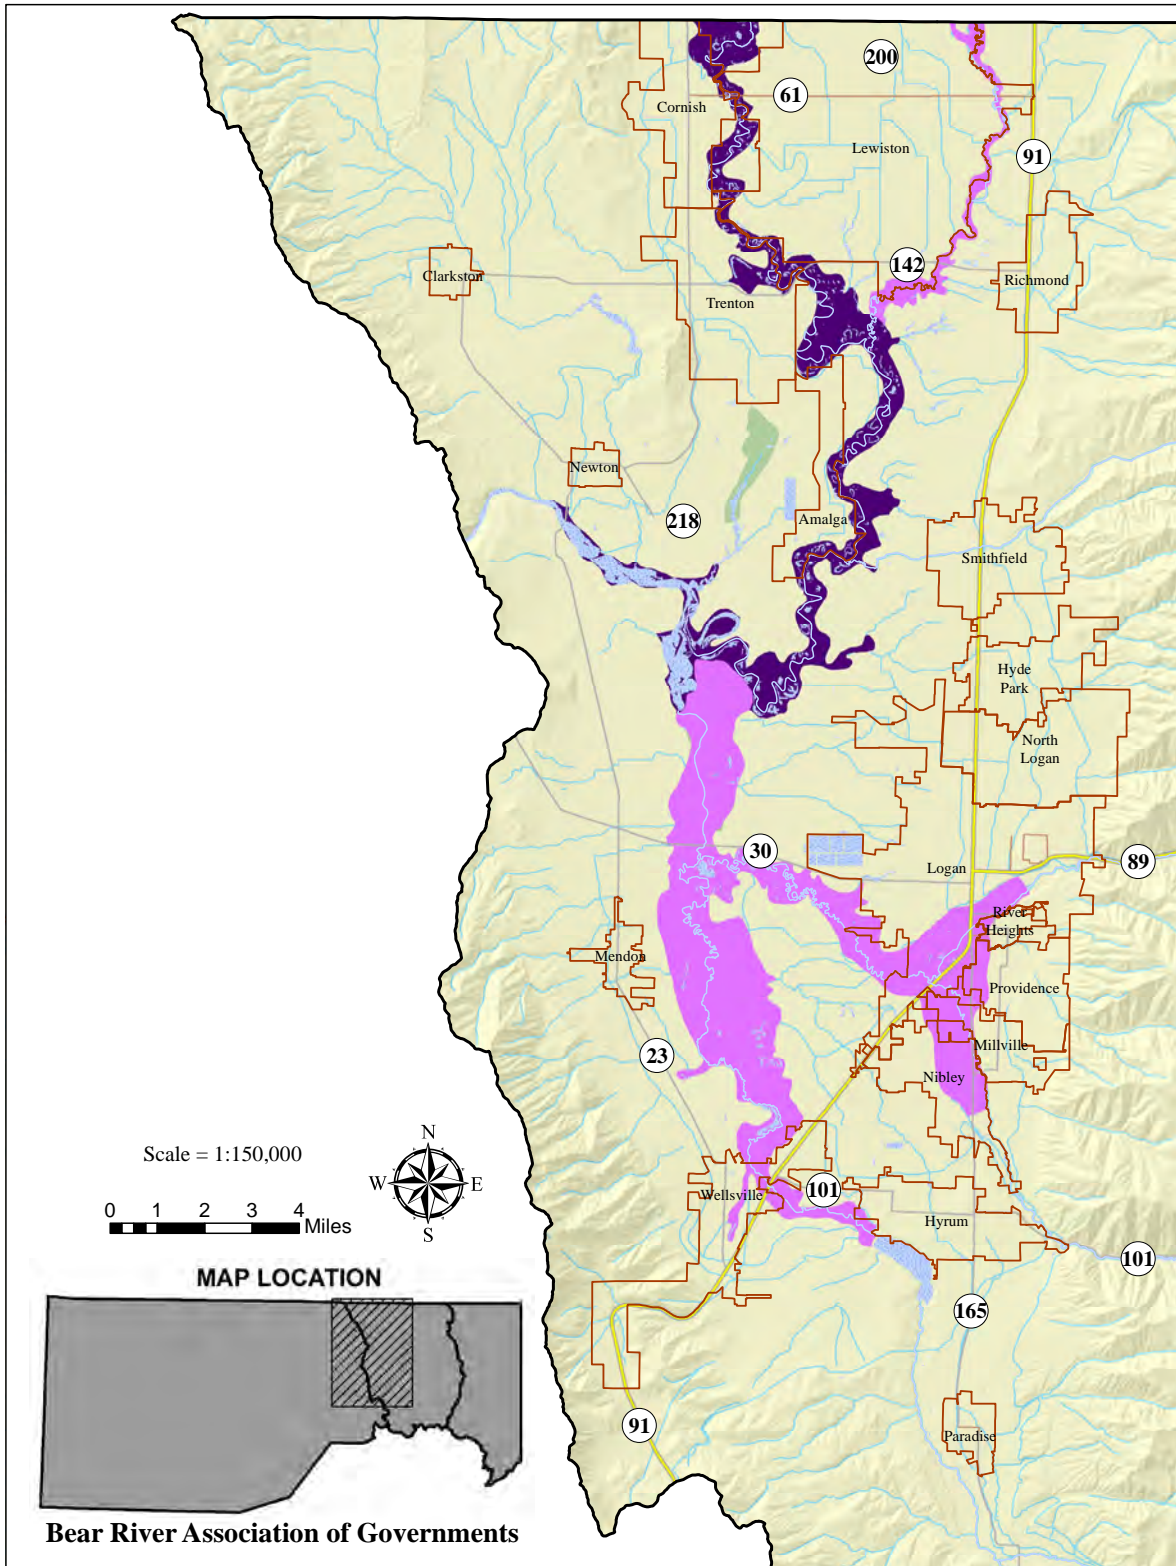 200
61
Cornish
Lewiston
91
142
Clarkston
Richmond
Trenton
Newton
218
Amalga
Smithfield
Hyde
Park
North
Logan
30
Logan
89
River
Heights
Mendon
Providence
23
Millville
Nibley
Scale = 1:150,000
N
W
E
S
0 1 2 3 4
Miles
Wellsville
101
Hyrum
101
165
91
Paradise
MAP LOCATION
Bear River Association of Governments